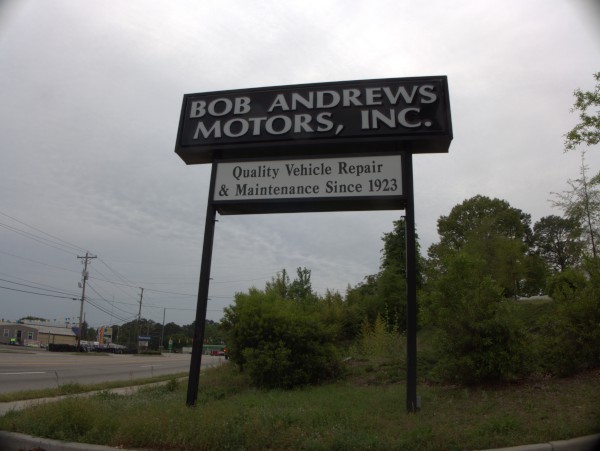 BOB ANDREWS
MOTORS, INC.
Quality Vehicle Repair
& Maintenance Since 1923